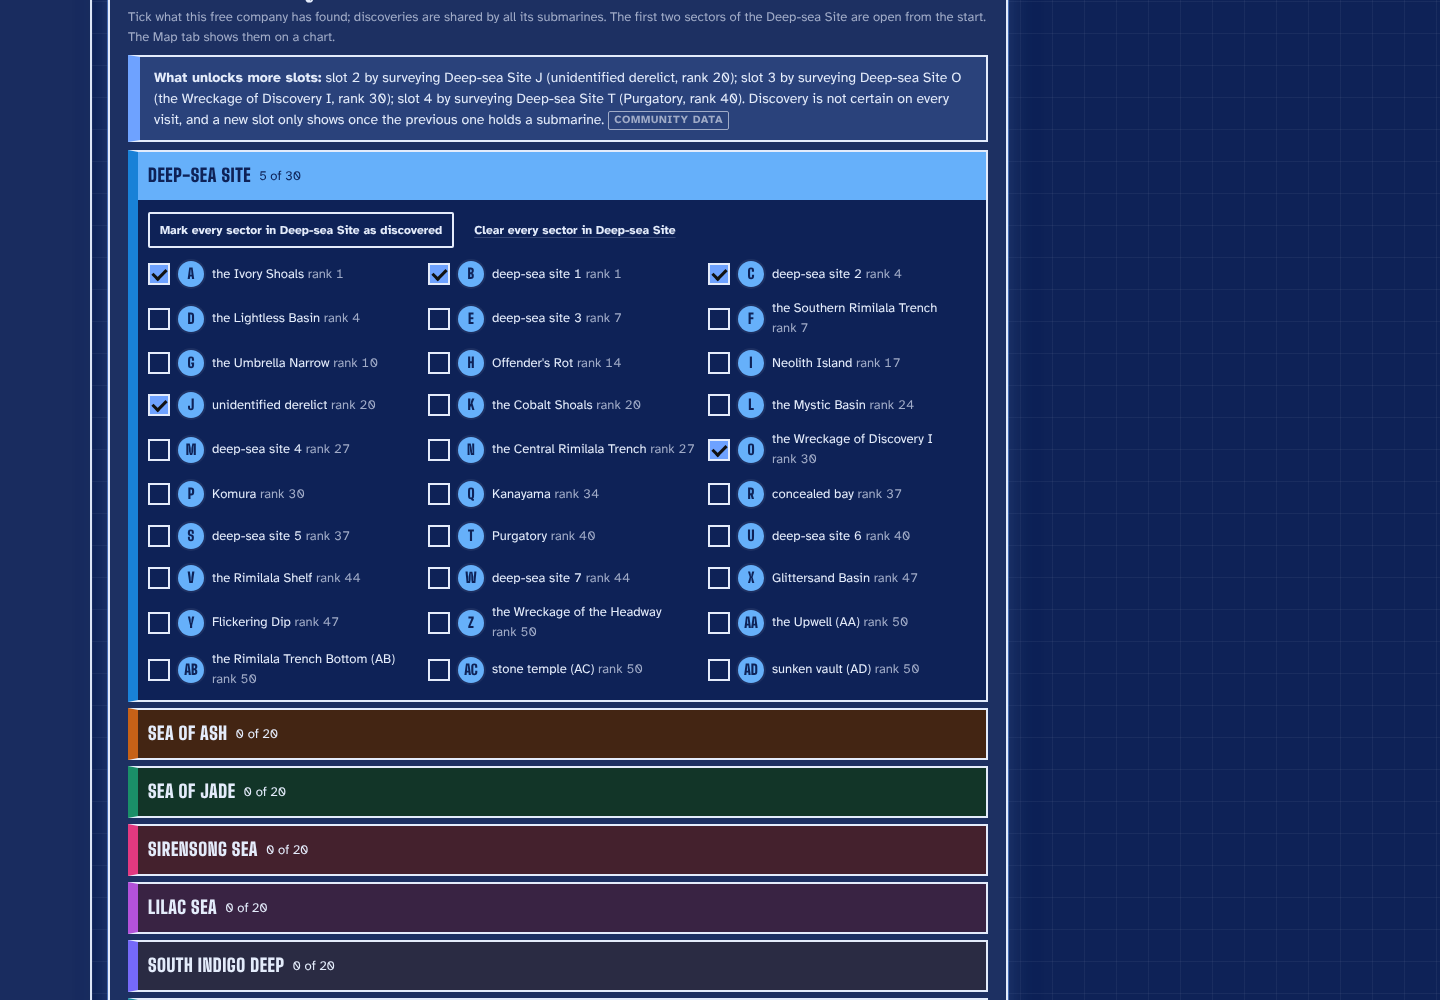 Tick what this free company has found; discoveries are shared by all its submarines. The first two sectors of the Deep-sea Site are open from the start.
The Map tab shows them on a chart.
What unlocks more slots: slot 2 by surveying Deep-sea Site J (unidentified derelict, rank 20); slot 3 by surveying Deep-sea Site O
(the Wreckage of Discovery I, rank 30); slot 4 by surveying Deep-sea Site T (Purgatory, rank 40). Discovery is not certain on every
visit, and a new slot only shows once the previous one holds a submarine. COMMUNITY DATA
DEEP-SEA SITE 5 of 30
Mark every sector in Deep-sea Site as discovered Clear every sector in Deep-sea Site
A the Ivory Shoals rank 1
B deep-sea site 1 rank 1
C deep-sea site 2 rank 4
D the Lightless Basin rank 4
E deep-sea site 3 rank 7
F the Southern Rimilala Trench
rank 7
G the Umbrella Narrow rank 10
H Offender's Rot rank 14
I Neolith Island rank 17
J unidentified derelict rank 20
K the Cobalt Shoals rank 20
L the Mystic Basin rank 24
M deep-sea site 4 rank 27
N the Central Rimilala Trench rank 27
O the Wreckage of Discovery I
rank 30
P Komura rank 30
Q Kanayama rank 34
R concealed bay rank 37
S deep-sea site 5 rank 37
T Purgatory rank 40
U deep-sea site 6 rank 40
V the Rimilala Shelf rank 44
W deep-sea site 7 rank 44
X Glittersand Basin rank 47
Y Flickering Dip rank 47
Z the Wreckage of the Headway
rank 50
AA the Upwell (AA) rank 50
AB the Rimilala Trench Bottom (AB)
rank 50
AC stone temple (AC) rank 50
AD sunken vault (AD) rank 50
SEA OF ASH 0 of 20
SEA OF JADE 0 of 20
SIRENSONG SEA 0 of 20
LILAC SEA 0 of 20
SOUTH INDIGO DEEP 0 of 20